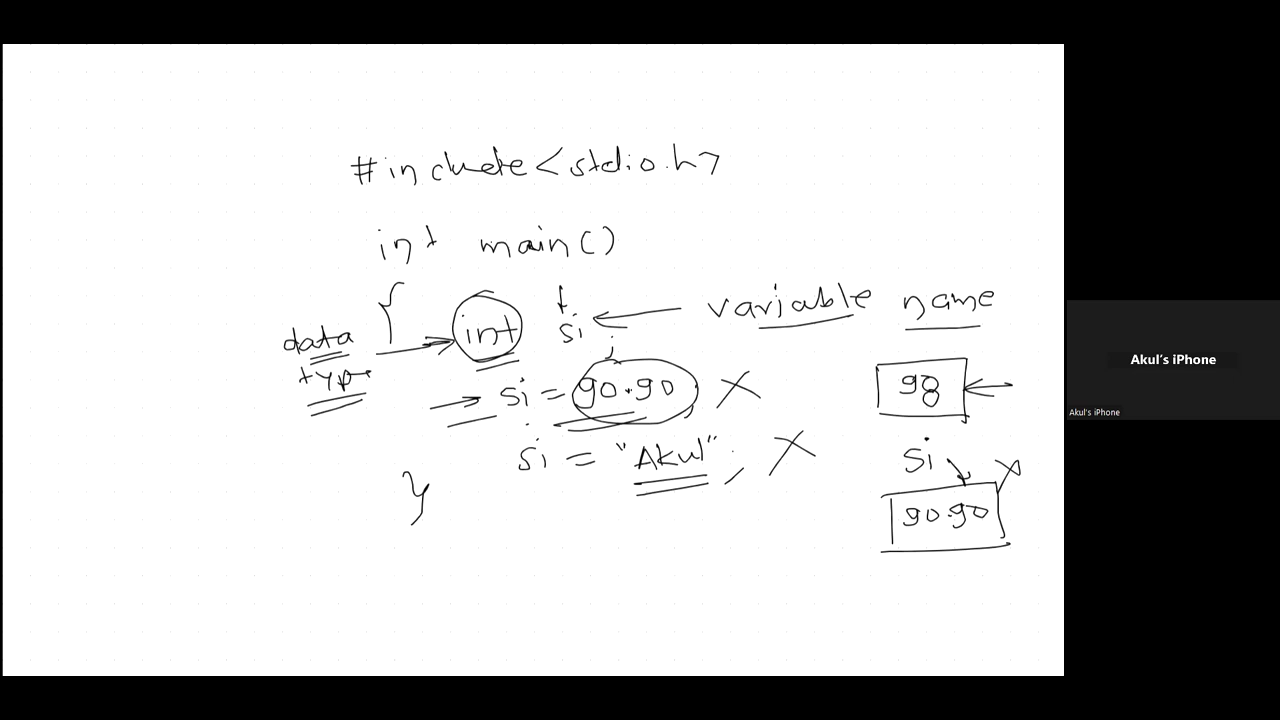 #include<stdio.h>
int main()
{
int si ; ← variable name
data type
si = 90.90 X
98
si = "Akul" ; X
si
90.90 X
}
Akul's iPhone
Akul's iPhone